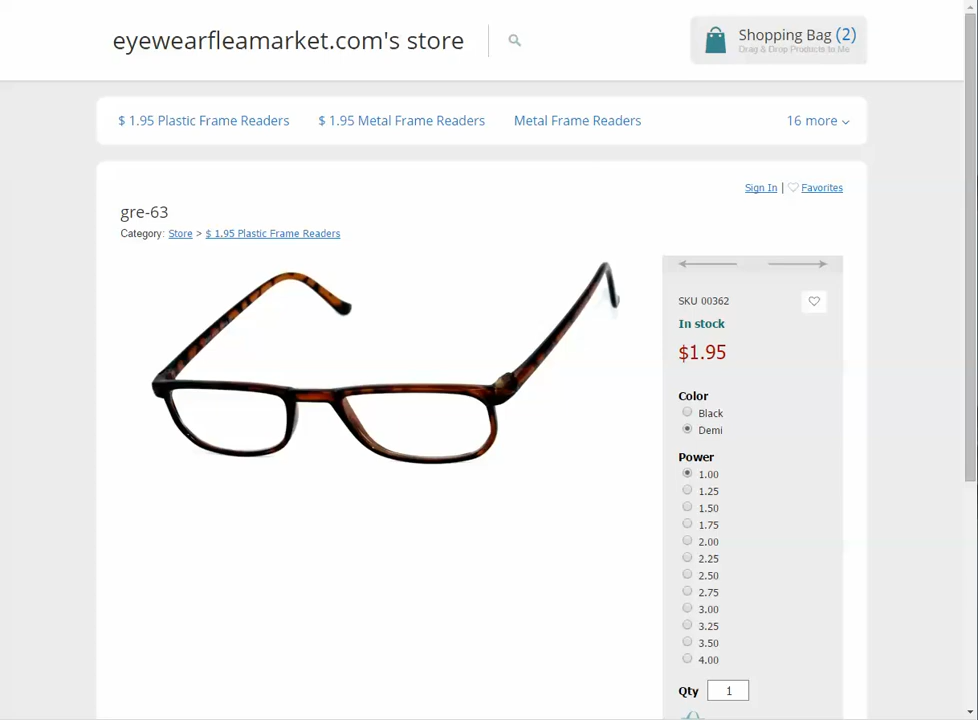 eyewearfleamarket.com's store
Shopping Bag (2)
Drag & Drop Products to Me
$ 1.95 Plastic Frame Readers
$ 1.95 Metal Frame Readers
Metal Frame Readers
16 more
Sign In | Favorites
gre-63
Category: Store > $ 1.95 Plastic Frame Readers
SKU 00362
In stock
$1.95
Color
Black
Demi
Power
1.00
1.25
1.50
1.75
2.00
2.25
2.50
2.75
3.00
3.25
3.50
4.00
Qty 1